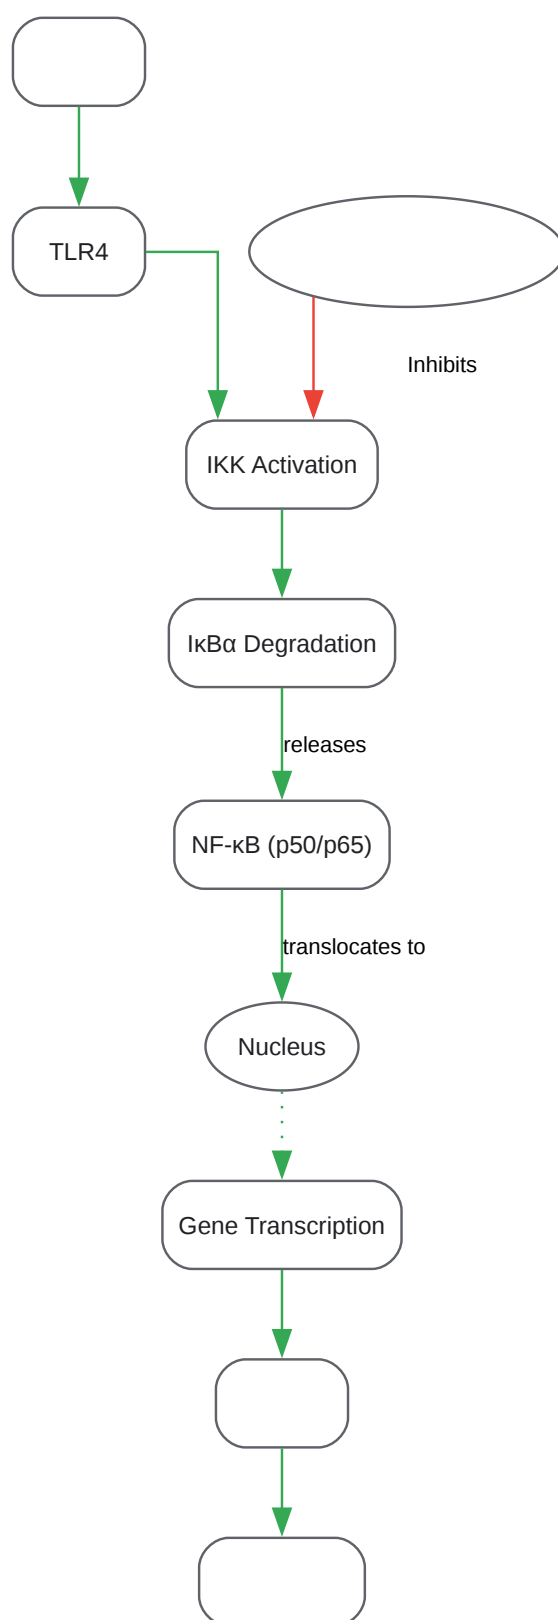 TLR4
Inhibits
IKK Activation
IκBα Degradation
releases
NF-κB (p50/p65)
translocates to
Nucleus
Gene Transcription